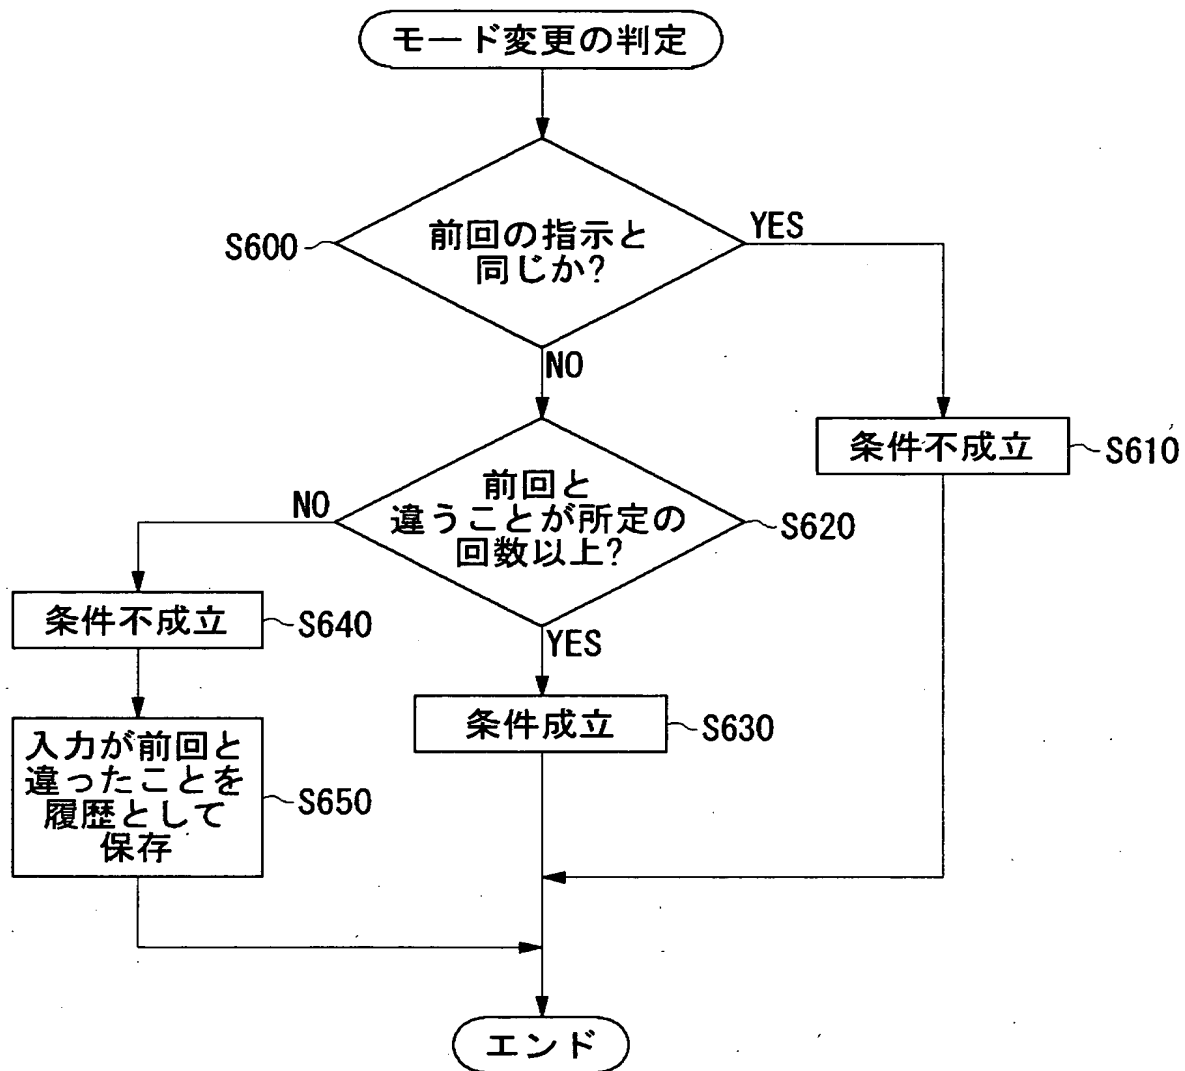 モード変更の判定
S600
前回の指示と
同じか?
YES
NO
条件不成立
S610
前回と
違うことが所定の
回数以上?
NO
S620
YES
条件不成立
S640
条件成立
S630
入力が前回と
違ったことを
履歴として
保存
S650
エンド